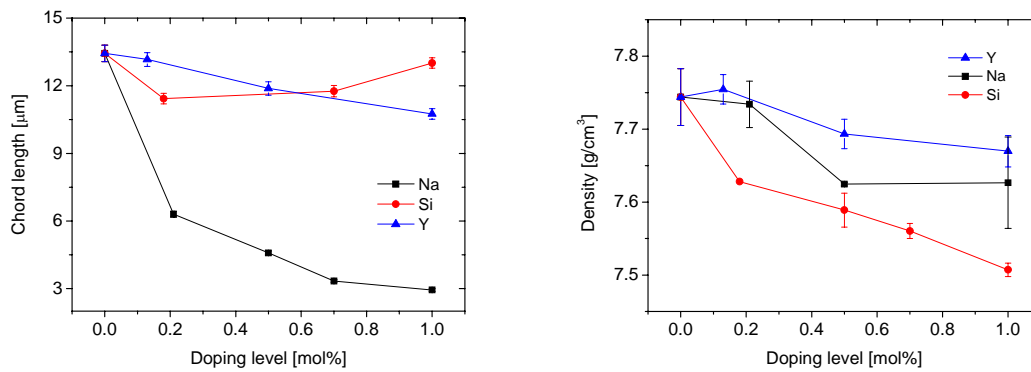 15
12
9
6
3
Chord length [μm]
Na
Si
Y
0.0 0.2 0.4 0.6 0.8 1.0
Doping level [mol%]
7.8
7.7
7.6
7.5
Density [g/cm³]
Y
Na
Si
0.0 0.2 0.4 0.6 0.8 1.0
Doping level [mol%]